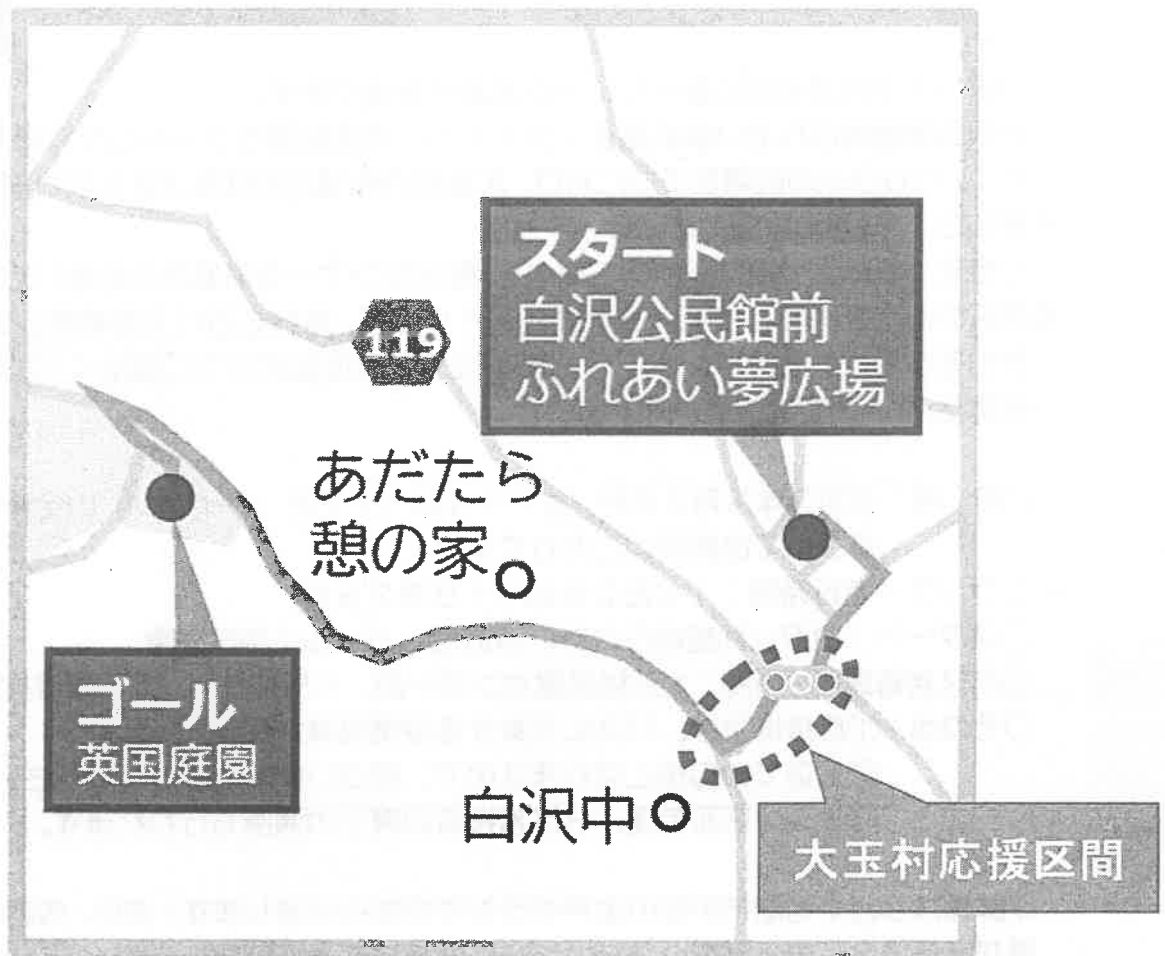 スタート
白沢公民館前
ふれあい夢広場
119
あだたら
憩の家
ゴール
英国庭園
白沢中
大玉村応援区間